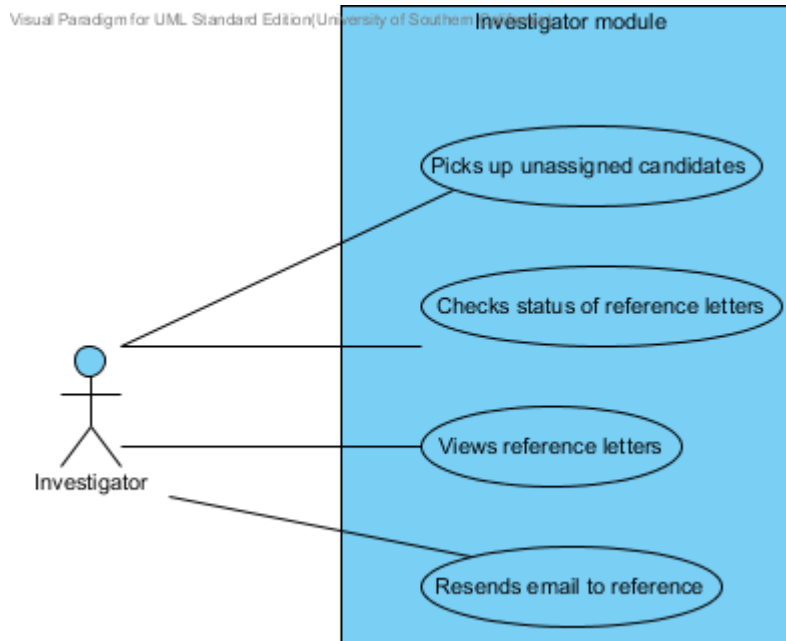 Visual Paradigm for UML Standard Edition(University of Southern California)
Investigator module
Picks up unassigned candidates
Checks status of reference letters
Views reference letters
Investigator
Resends email to reference